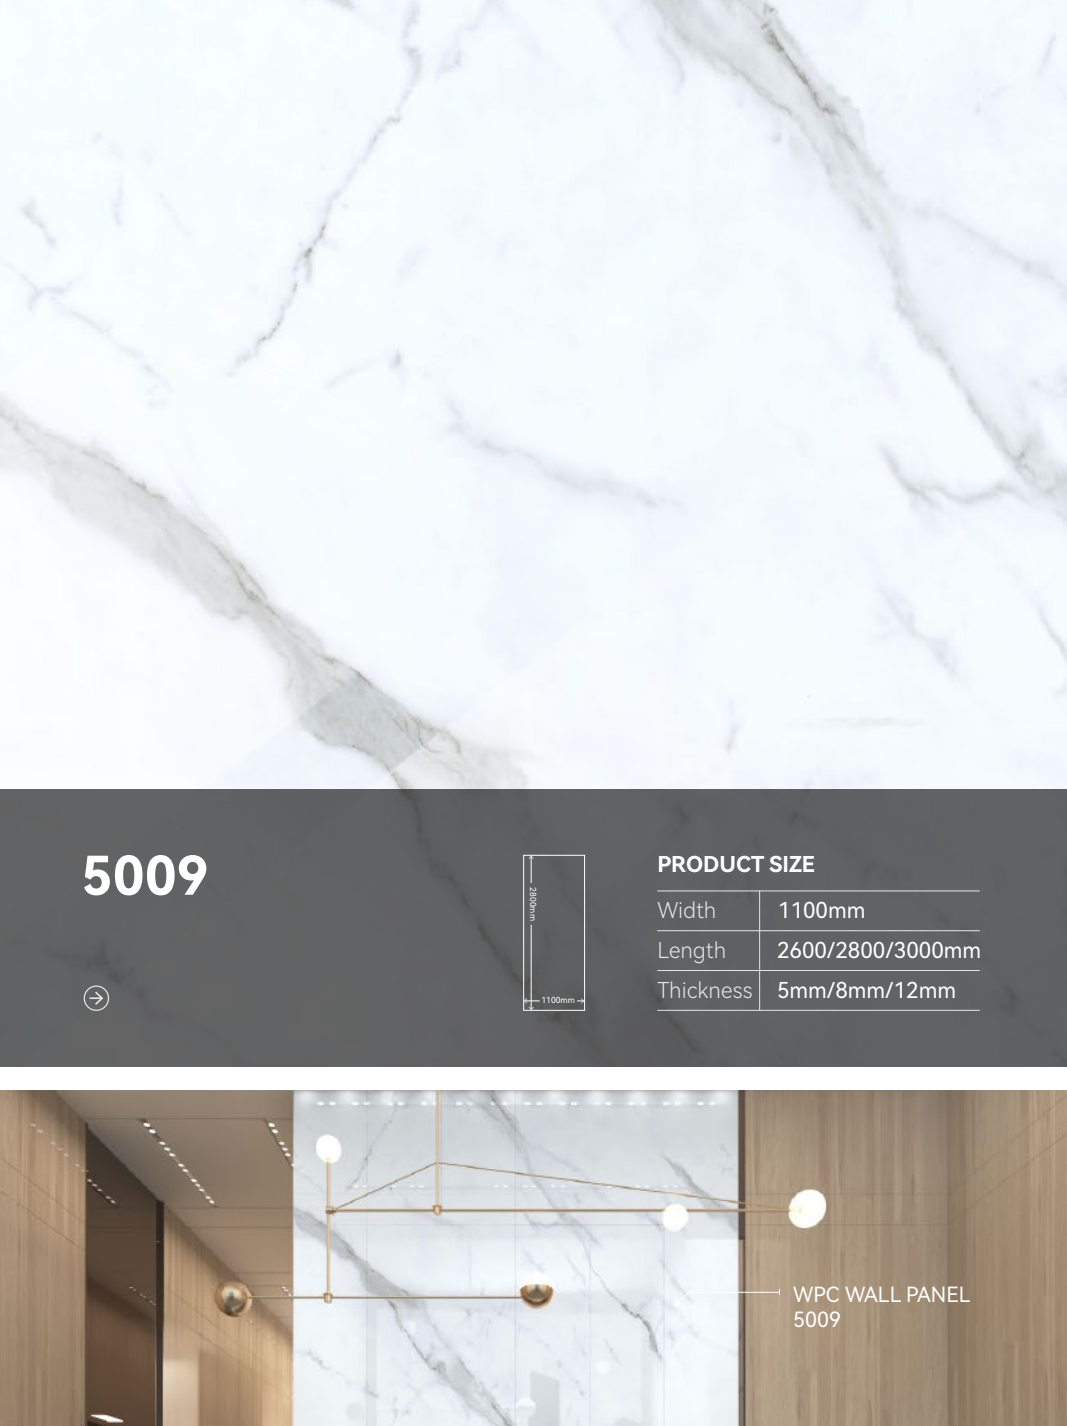 5009
2800mm
1100mm
PRODUCT SIZE
Width 1100mm
Length 2600/2800/3000mm
Thickness 5mm/8mm/12mm
WPC WALL PANEL
5009